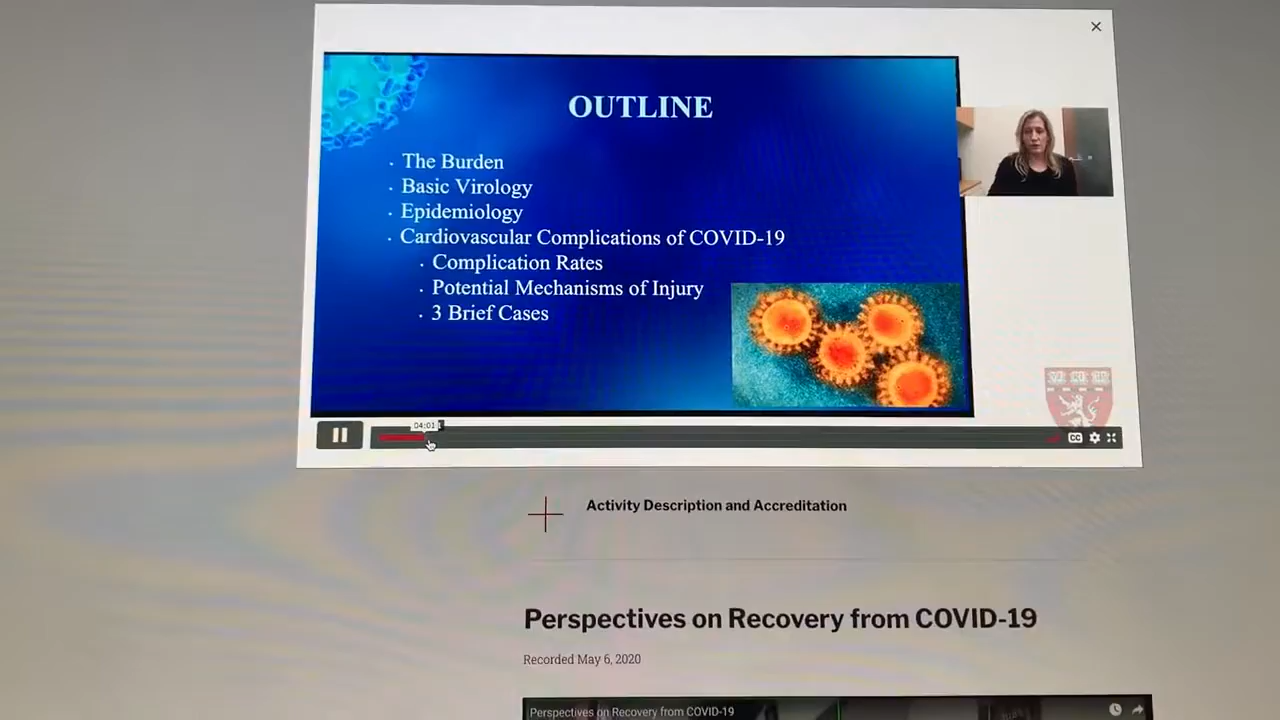 OUTLINE
· The Burden
· Basic Virology
· Epidemiology
· Cardiovascular Complications of COVID-19
· Complication Rates
· Potential Mechanisms of Injury
· 3 Brief Cases
04:01
CC
Activity Description and Accreditation
Perspectives on Recovery from COVID-19
Recorded May 6, 2020
Perspectives on Recovery from COVID-19